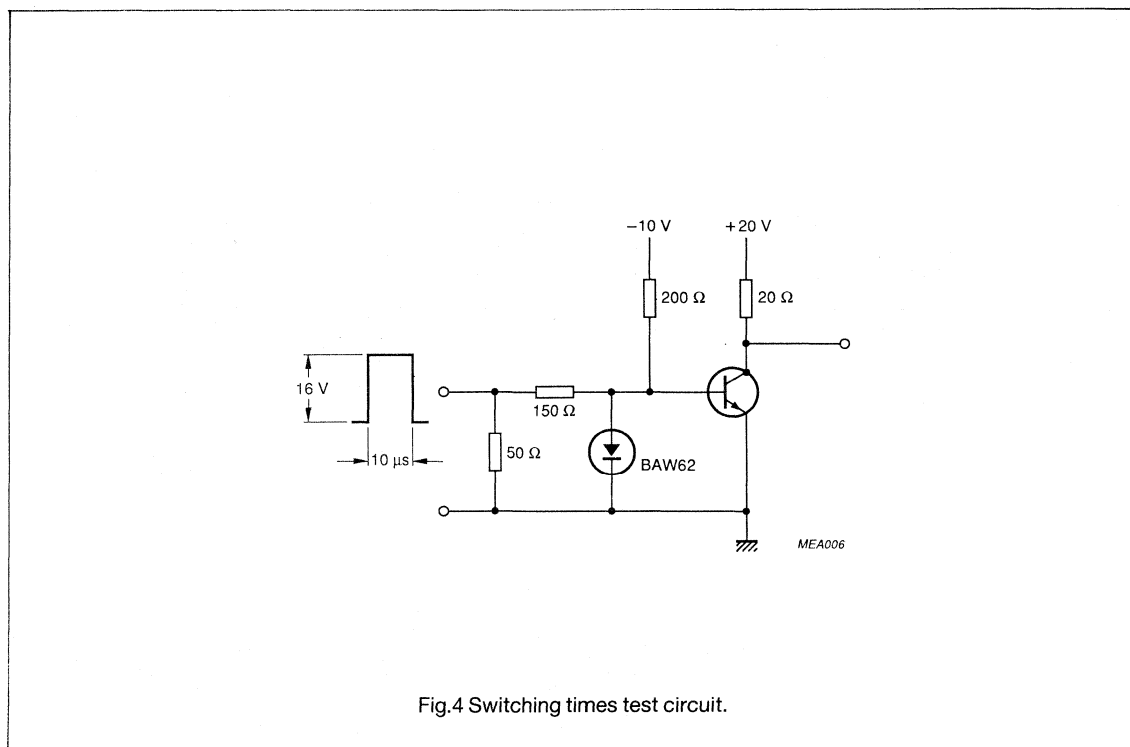 −10 V
+20 V
200 Ω
20 Ω
16 V
150 Ω
50 Ω
BAW62
10 µs
MEA006
Fig.4 Switching times test circuit.